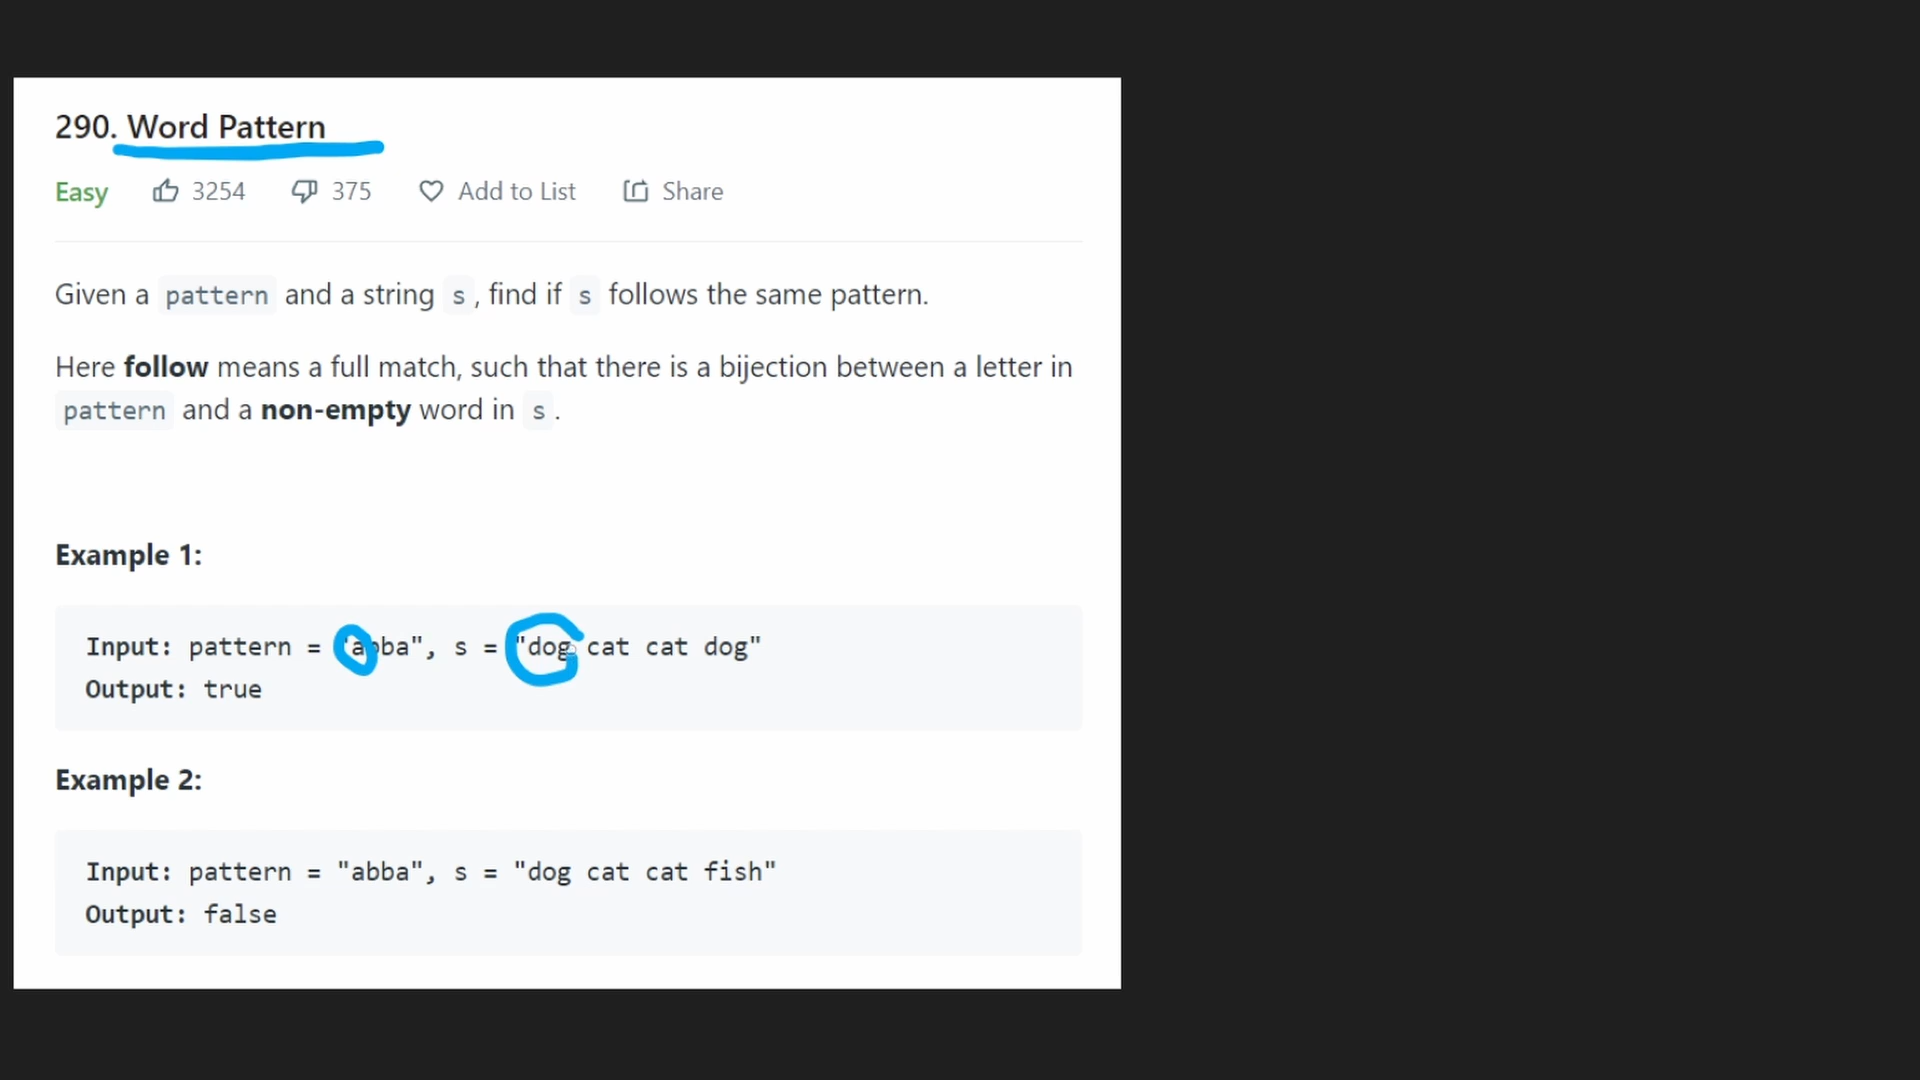 290. Word Pattern
Easy 3254 375 Add to List Share
Given a pattern and a string s, find if s follows the same pattern.
Here follow means a full match, such that there is a bijection between a letter in
pattern and a non-empty word in s.
Example 1:
Input: pattern = "abba", s = "dog cat cat dog"
Output: true
Example 2:
Input: pattern = "abba", s = "dog cat cat fish"
Output: false